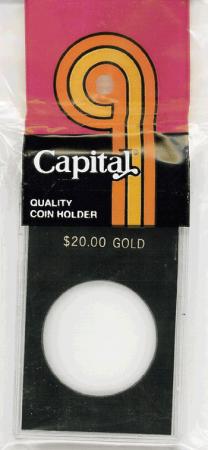 Capital®
QUALITY
COIN HOLDER
$20.00 GOLD